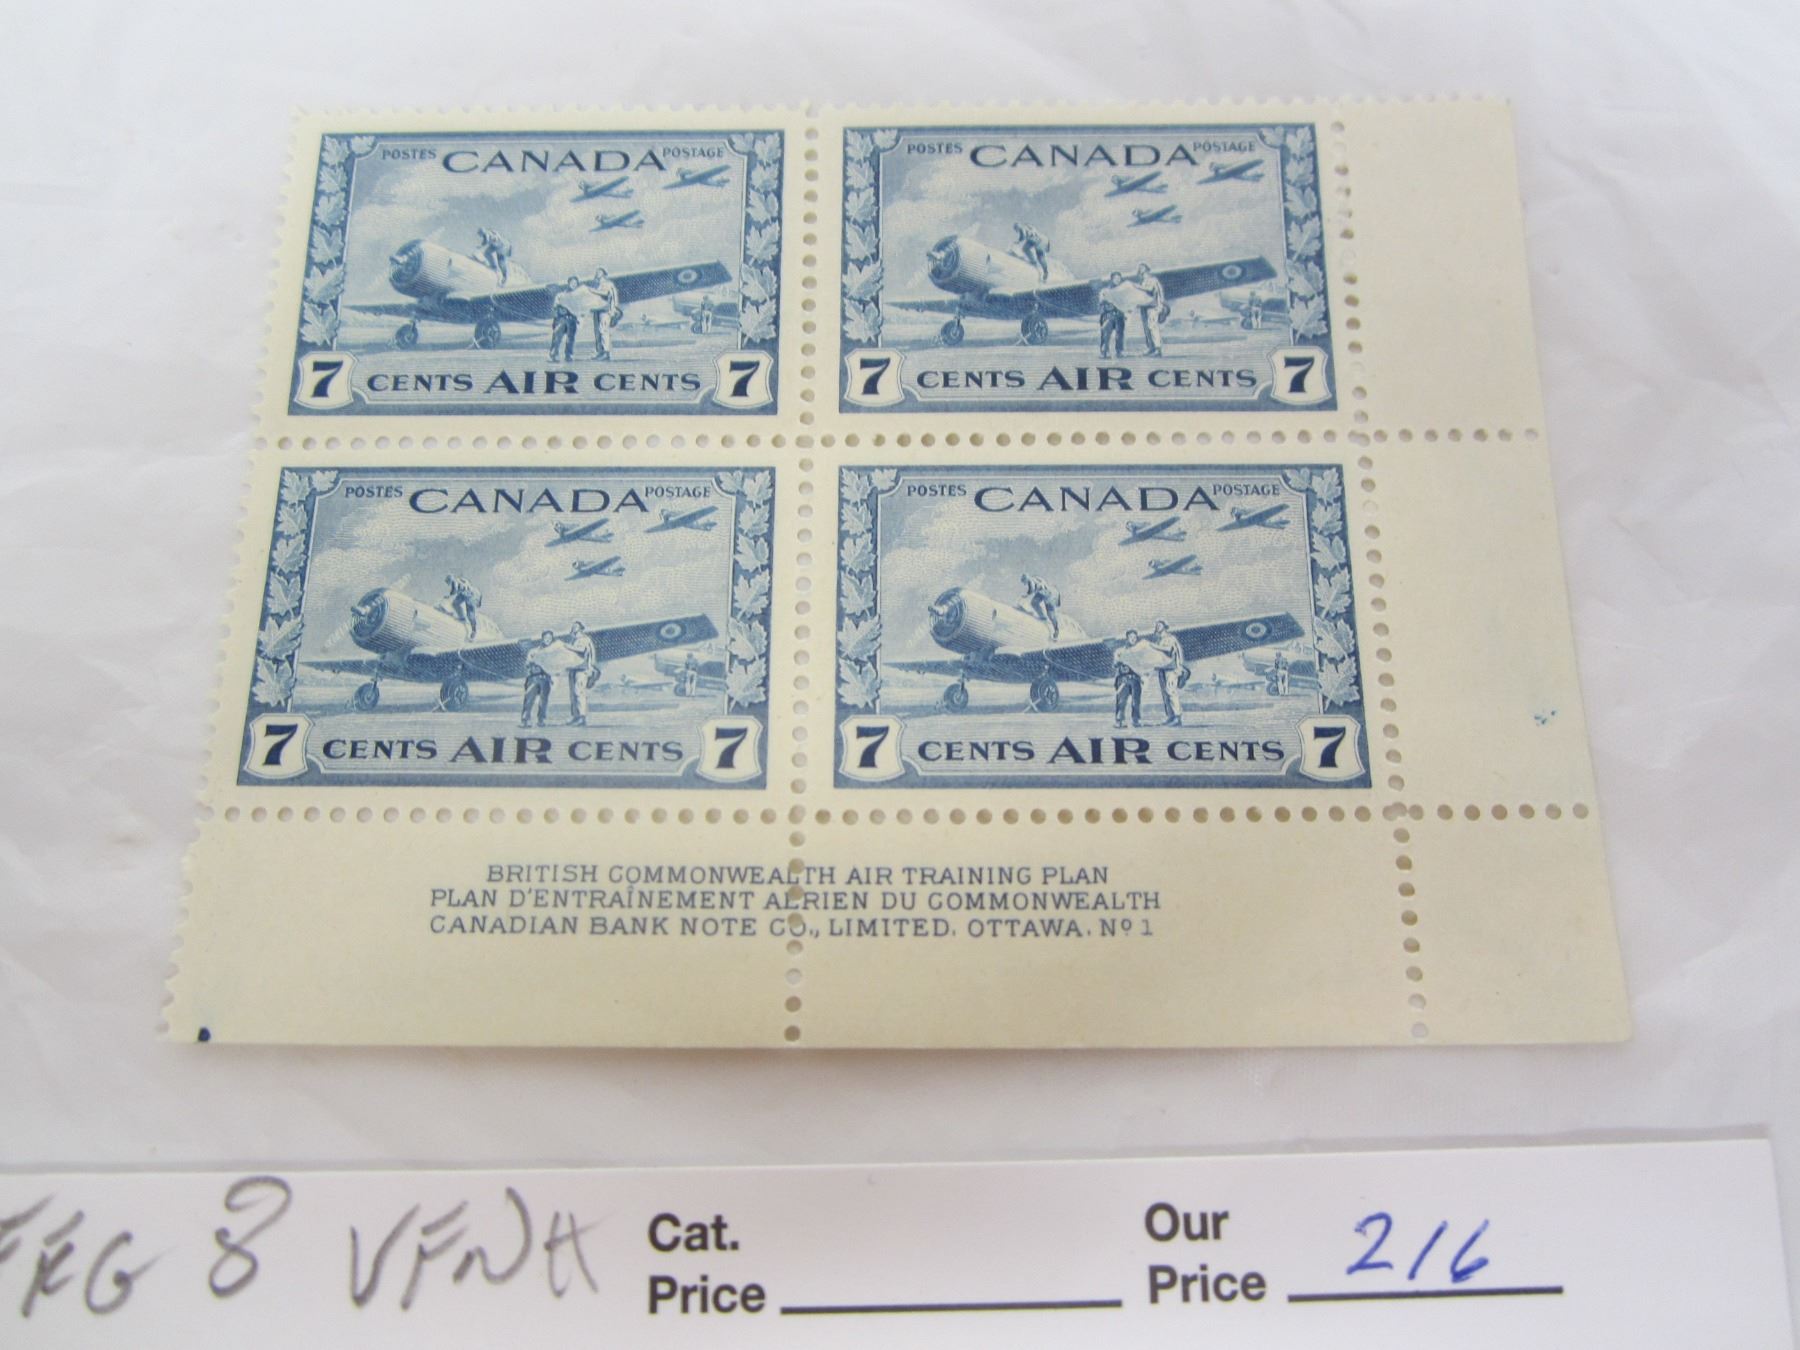 POSTES CANADA POSTAGE
7 CENTS AIR CENTS 7
POSTES CANADA POSTAGE
7 CENTS AIR CENTS 7
POSTES CANADA POSTAGE
7 CENTS AIR CENTS 7
POSTES CANADA POSTAGE
7 CENTS AIR CENTS 7
BRITISH COMMONWEALTH AIR TRAINING PLAN
PLAN D'ENTRAÎNEMENT AERIEN DU COMMONWEALTH
CANADIAN BANK NOTE CO., LIMITED. OTTAWA. Nº 1
8 VFNH
Cat.
Price
Our
Price 216